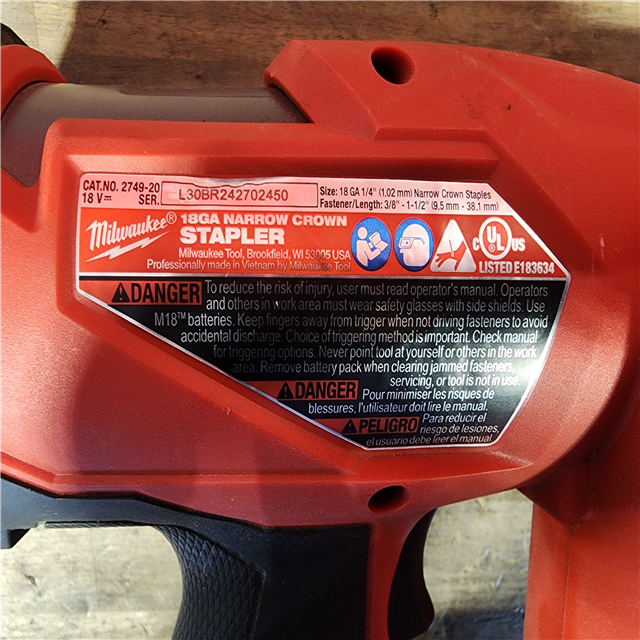 CAT.NO. 2749-20
18 V
SER. L30BR242702450
Size: 18 GA 1/4" (1.02 mm) Narrow Crown Staples
Fastener/Length: 3/8" - 1-1/2" (9.5 mm - 38,1 mm)
Milwaukee®
18GA NARROW CROWN
STAPLER
Milwaukee Tool, Brookfield, WI 53005 USA
Professionally made in Vietnam by Milwaukee Tool
C UL US
LISTED E183634
DANGER To reduce the risk of injury, user must read operator's manual. Operators
and others in work area must wear safety glasses with side shields. Use
M18™ batteries. Keep fingers away from trigger when not driving fasteners to avoid
accidental discharge. Choice of triggering method is important. Check manual
for triggering options. Never point tool at yourself or others in the work
area. Remove battery pack when clearing jammed fasteners,
servicing, or tool is not in use.
DANGER Pour minimiser les risques de
blessures, l'utilisateur doit lire le manual.
PELIGRO Para reducir el
riesgo de lesiones,
el usuario debe leer el manual